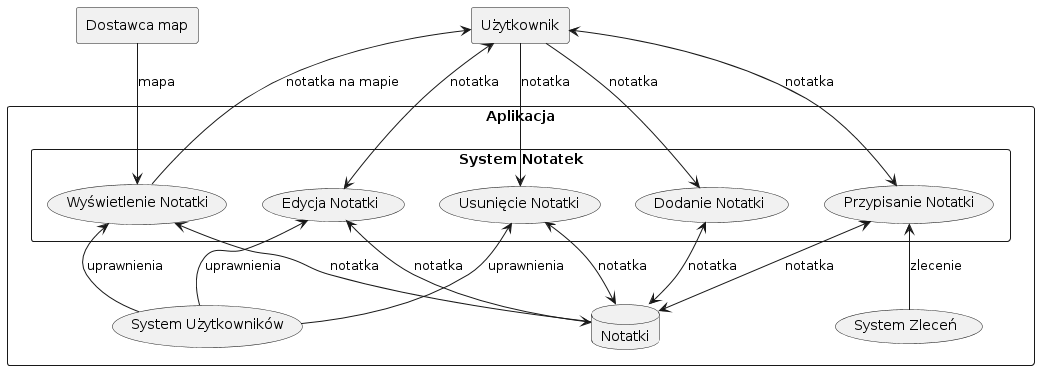 Dostawca map
Użytkownik
mapa
notatka na mapie
notatka
notatka
notatka
notatka
Aplikacja
System Notatek
Wyświetlenie Notatki
Edycja Notatki
Usunięcie Notatki
Dodanie Notatki
Przypisanie Notatki
uprawnienia
uprawnienia
notatka
notatka
uprawnienia
notatka
notatka
notatka
zlecenie
System Użytkowników
Notatki
System Zleceń